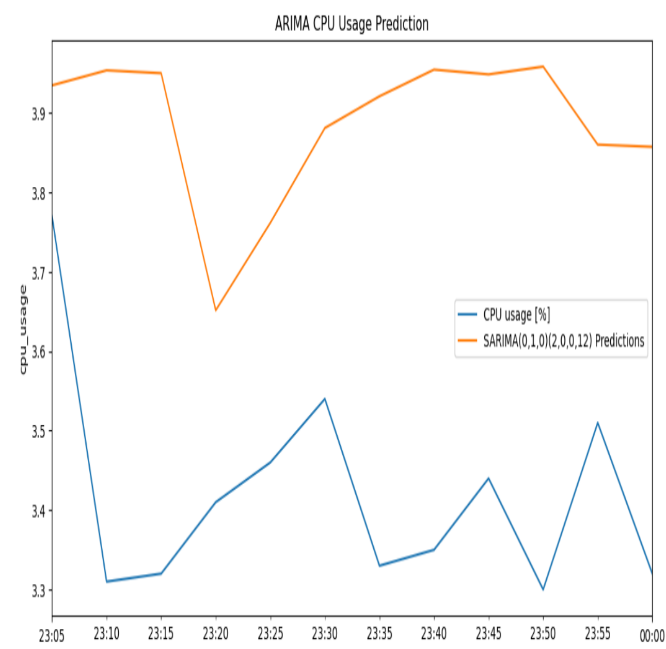 ARIMA CPU Usage Prediction
cpu_usage
3.9
3.8
3.7
3.6
3.5
3.4
3.3
CPU usage [%]
SARIMA(0,1,0)(2,0,0,12) Predictions
23:05 23:10 23:15 23:20 23:25 23:30 23:35 23:40 23:45 23:50 23:55 00:00